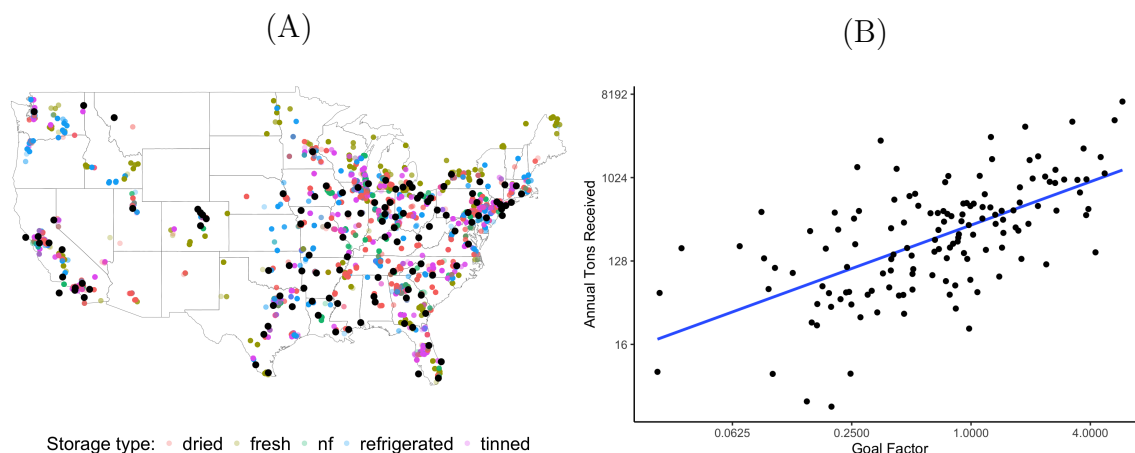 (A)
Storage type: dried fresh nf refrigerated tinned
(B)
Annual Tons Received
8192
1024
128
16
0.0625 0.2500 1.0000 4.0000
Goal Factor